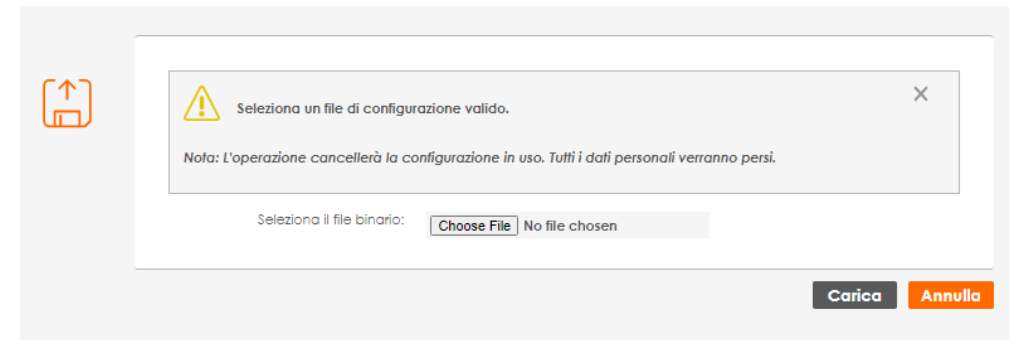 Seleziona un file di configurazione valido.
Nota: L'operazione cancellerà la configurazione in uso. Tutti i dati personali verranno persi.
Seleziona il file binario: Choose File No file chosen
Carica Annulla